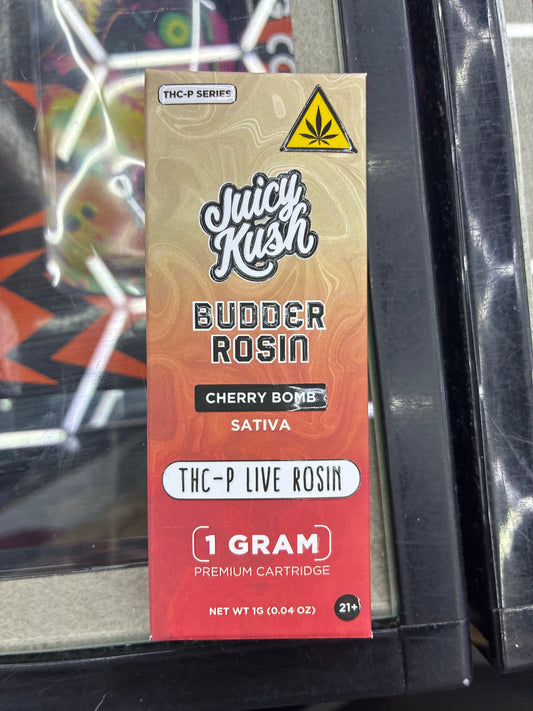 THC-P SERIES
Juicy
Kush
BUDDER
ROSIN
CHERRY BOMB
SATIVA
THC-P LIVE ROSIN
1 GRAM
PREMIUM CARTRIDGE
NET WT 1G (0.04 OZ)
21+